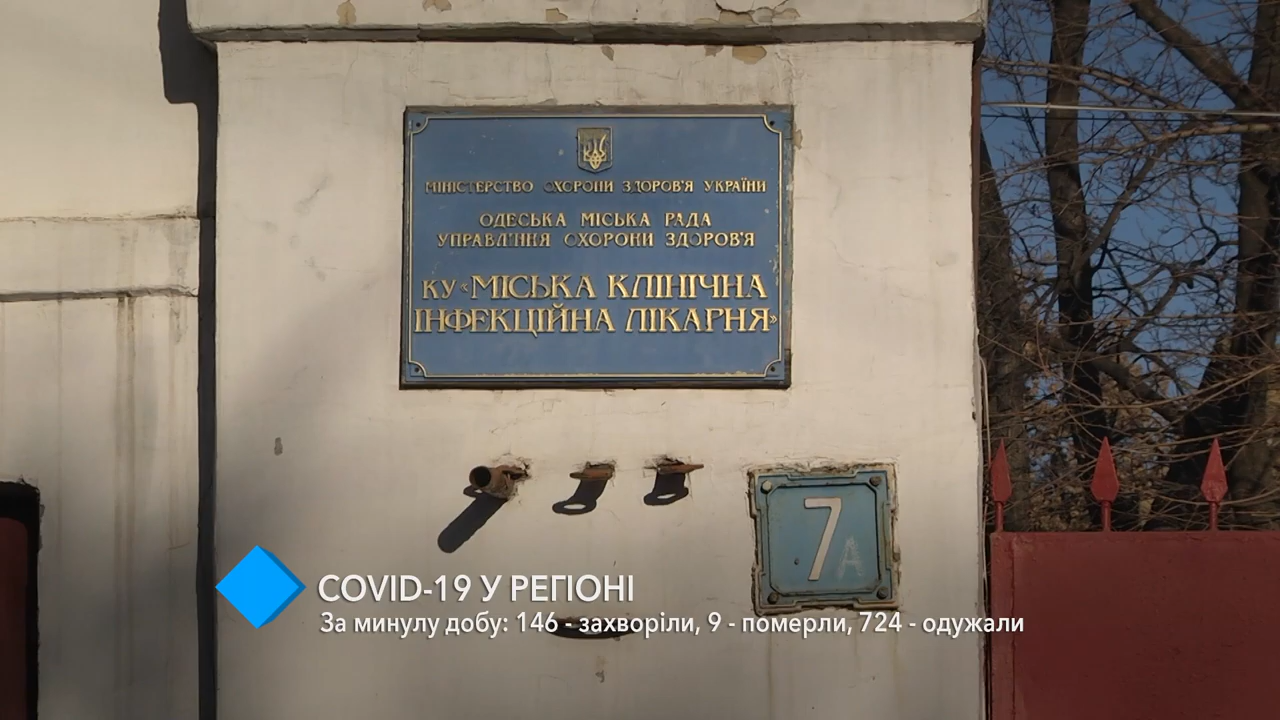 МІНІСТЕРСТВО ОХОРОНИ ЗДОРОВ'Я УКРАЇНИ
ОДЕСЬКА МІСЬКА РАДА
УПРАВЛІННЯ ОХОРОНИ ЗДОРОВ'Я
КУ «МІСЬКА КЛІНІЧНА
ІНФЕКЦІЙНА ЛІКАРНЯ»
7
А
COVID-19 У РЕГІОНІ
За минулу добу: 146 - захворіли, 9 - померли, 724 - одужали